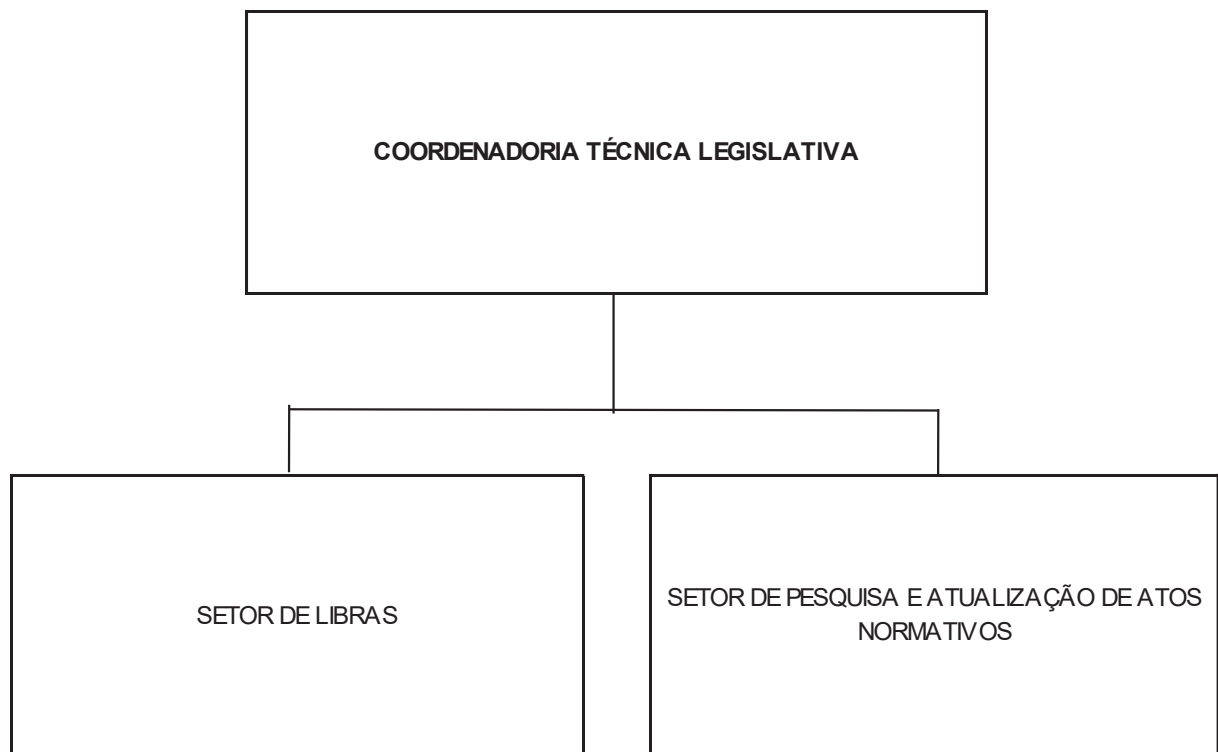 COORDENADORIA TÉCNICA LEGISLATIVA
SETOR DE LIBRAS
SETOR DE PESQUISA E ATUALIZAÇÃO DE ATOS
NORMATIVOS